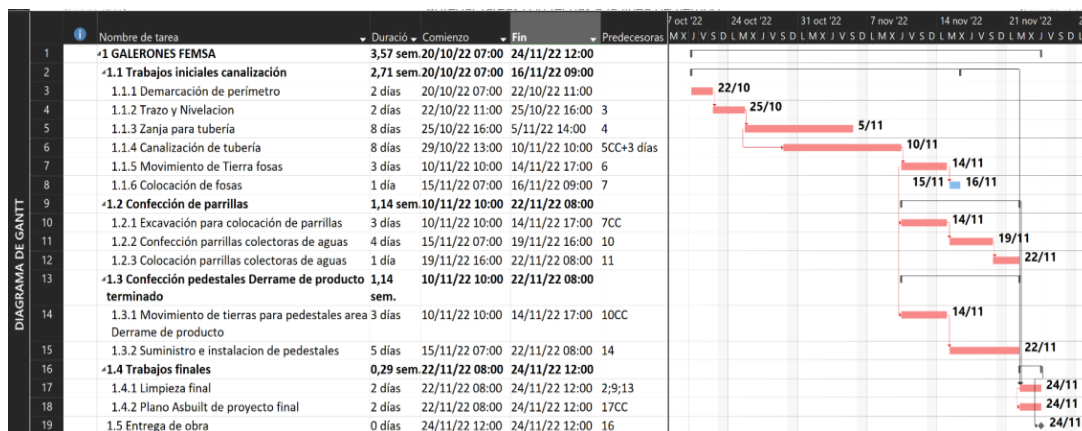 7 oct '22 24 oct '22 31 oct '22 7 nov '22 14 nov '22 21 nov '22
Nombre de tarea Duració Comienzo Fin Predecesoras M X J V S D L M X J V S D L M X J V S D L M X J V S D L M X J V S D L M X J V S D L
1 1 GALERONES FEMSA 3,57 sem. 20/10/22 07:00 24/11/22 12:00
2 1.1 Trabajos iniciales canalización 2,71 sem. 20/10/22 07:00 16/11/22 09:00
3 1.1.1 Demarcación de perímetro 2 días 20/10/22 07:00 22/10/22 11:00 22/10
4 1.1.2 Trazo y Nivelacion 2 días 22/10/22 11:00 25/10/22 16:00 3 25/10
5 1.1.3 Zanja para tubería 8 días 25/10/22 16:00 5/11/22 14:00 4 5/11
6 1.1.4 Canalización de tubería 8 días 29/10/22 13:00 10/11/22 10:00 5CC+3 días 10/11
7 1.1.5 Movimiento de Tierra fosas 3 días 10/11/22 10:00 14/11/22 17:00 6 14/11
8 1.1.6 Colocación de fosas 1 día 15/11/22 07:00 16/11/22 09:00 7 15/11 16/11
9 1.2 Confección de parrillas 1,14 sem. 10/11/22 10:00 22/11/22 08:00
10 1.2.1 Excavación para colocación de parrillas 3 días 10/11/22 10:00 14/11/22 17:00 7CC 14/11
11 1.2.2 Confección parrillas colectoras de aguas 4 días 15/11/22 07:00 19/11/22 16:00 10 19/11
12 1.2.3 Colocación parrillas colectoras de aguas 1 día 19/11/22 16:00 22/11/22 08:00 11 22/11
13 1.3 Confección pedestales Derrame de producto 1,14 10/11/22 10:00 22/11/22 08:00
terminado sem.
14 1.3.1 Movimiento de tierras para pedestales area 3 días 10/11/22 10:00 14/11/22 17:00 10CC 14/11
Derrame de producto
15 1.3.2 Suministro e instalacion de pedestales 5 días 15/11/22 07:00 22/11/22 08:00 14 22/11
16 1.4 Trabajos finales 0,29 sem. 22/11/22 08:00 24/11/22 12:00
17 1.4.1 Limpieza final 2 días 22/11/22 08:00 24/11/22 12:00 2;9;13 24/11
18 1.4.2 Plano Asbuilt de proyecto final 2 días 22/11/22 08:00 24/11/22 12:00 17CC 24/11
19 1.5 Entrega de obra 0 días 24/11/22 12:00 24/11/22 12:00 16 24/11
DIAGRAMA DE GANTT